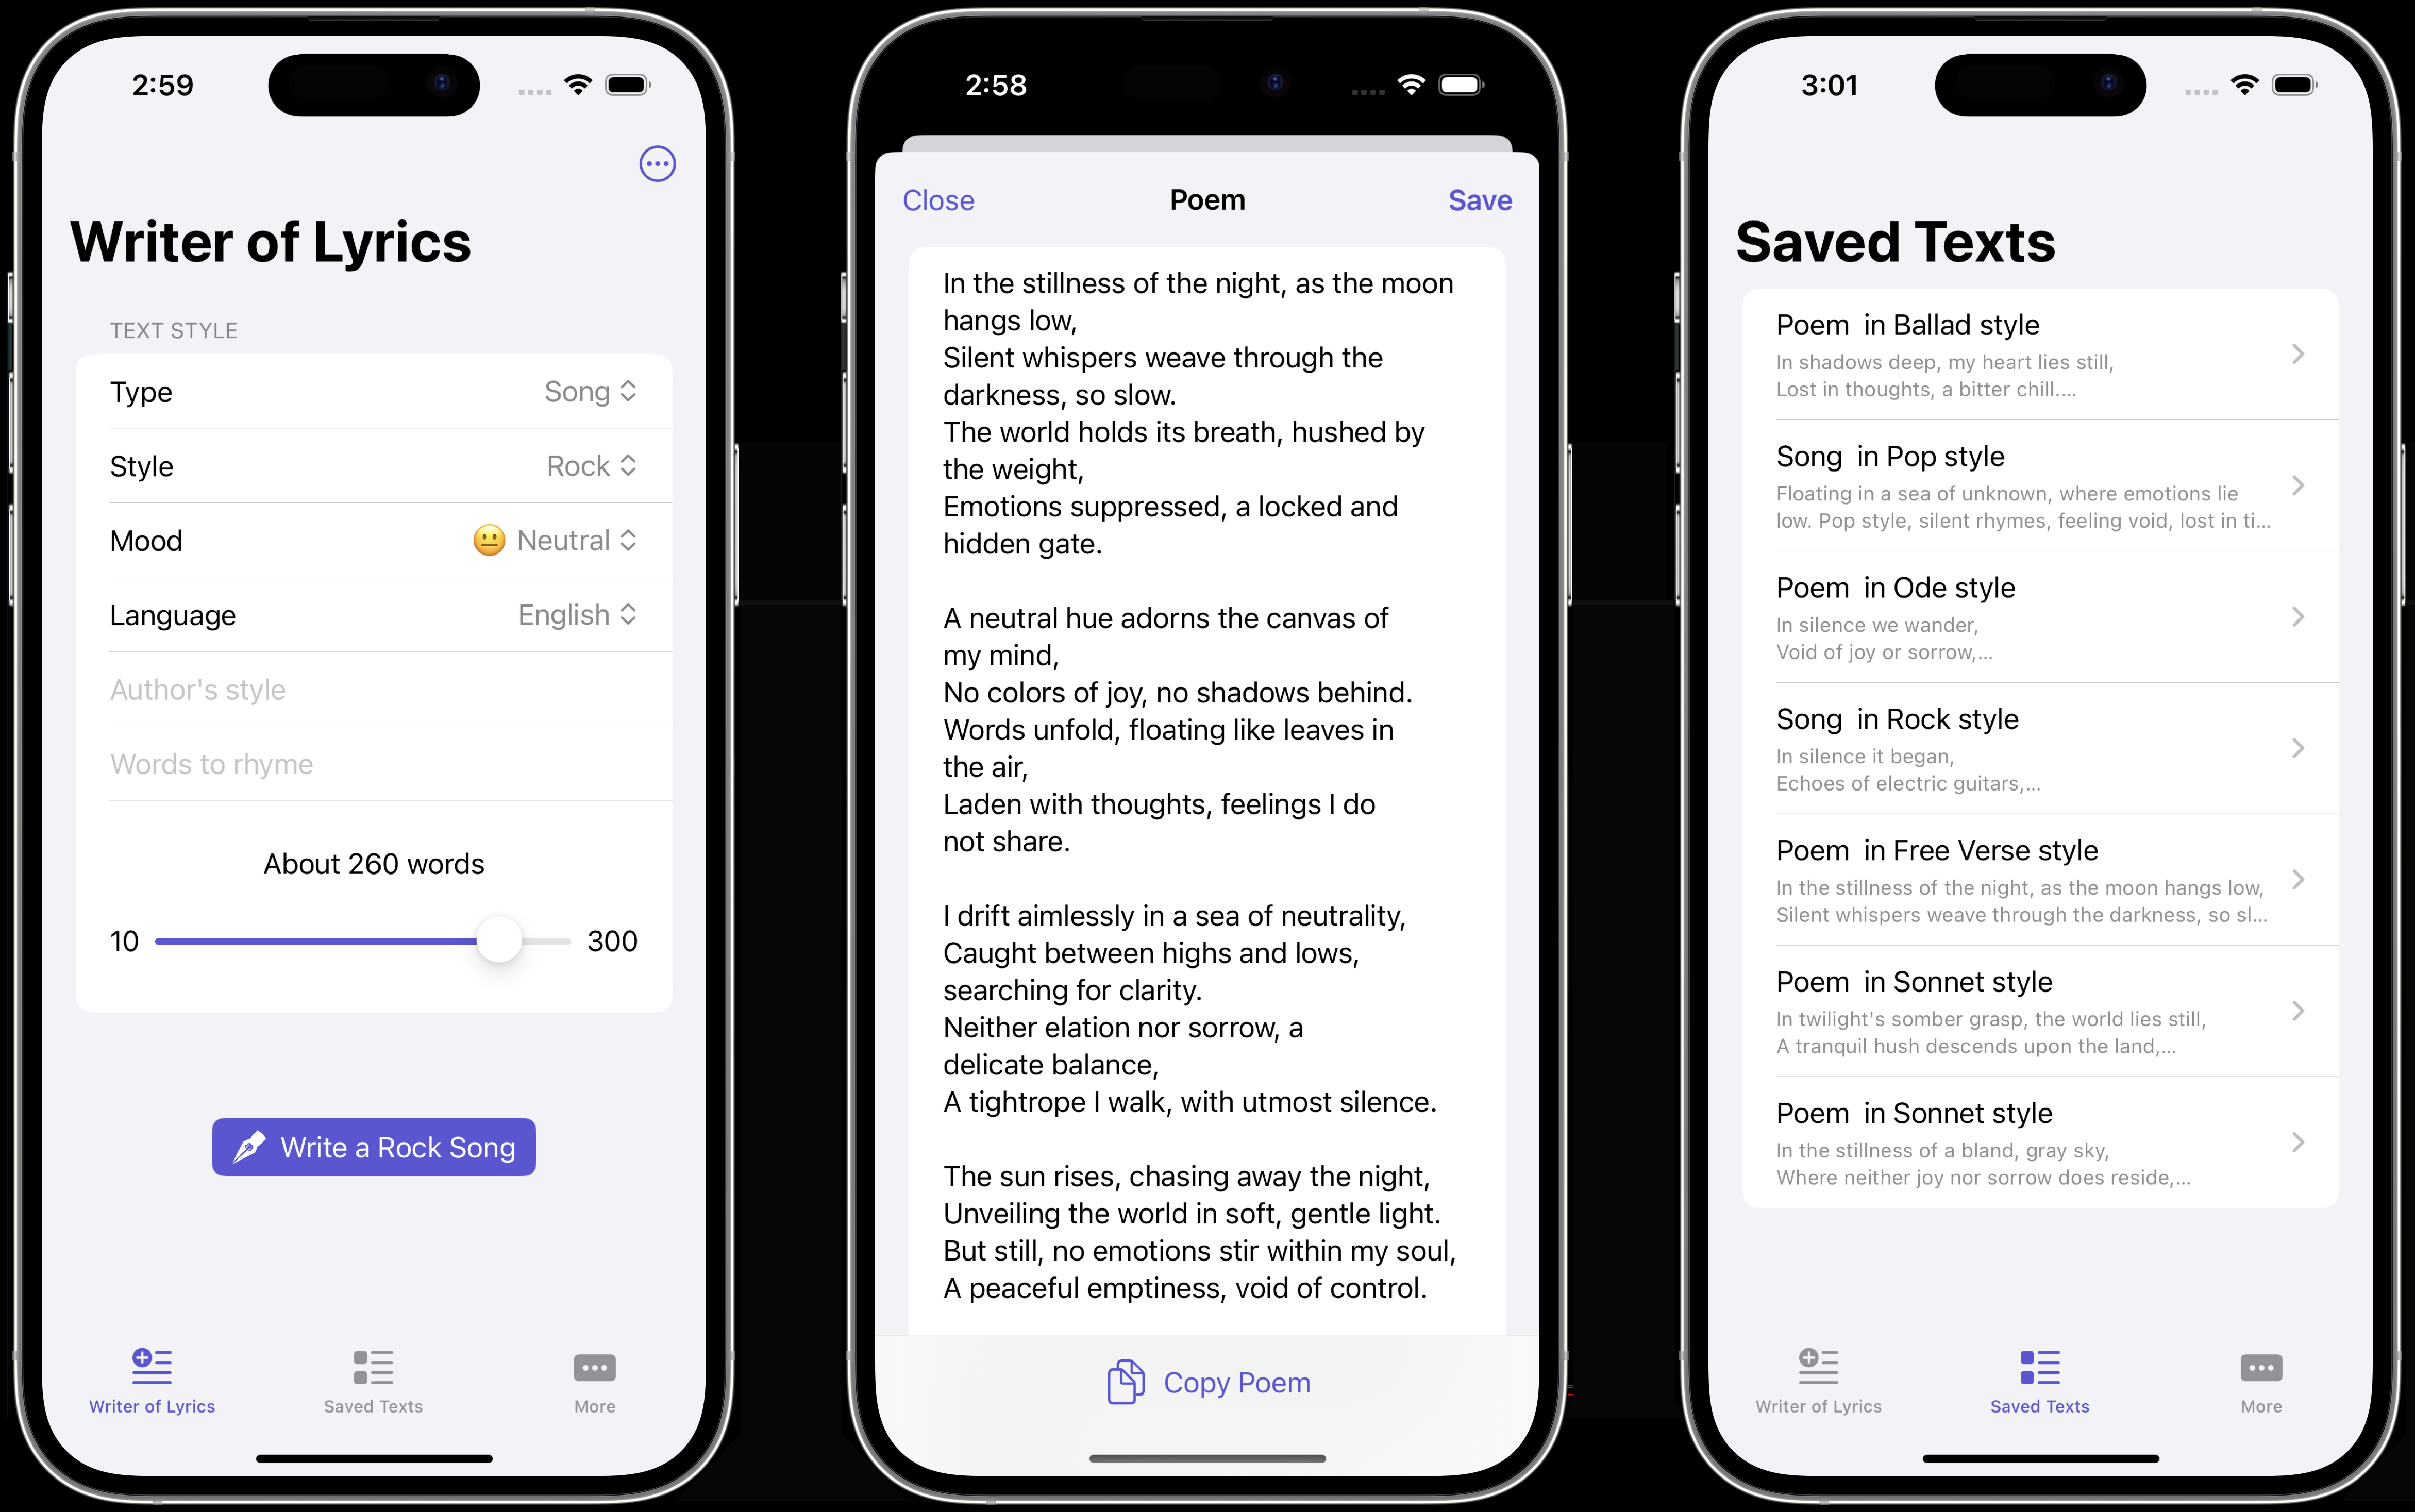 2:59
Writer of Lyrics
TEXT STYLE
Type Song
Style Rock
Mood 😐 Neutral
Language English
Author's style
Words to rhyme
About 260 words
10 300
Write a Rock Song
Writer of Lyrics Saved Texts More
2:58
Close Poem Save
In the stillness of the night, as the moon
hangs low,
Silent whispers weave through the
darkness, so slow.
The world holds its breath, hushed by
the weight,
Emotions suppressed, a locked and
hidden gate.
A neutral hue adorns the canvas of
my mind,
No colors of joy, no shadows behind.
Words unfold, floating like leaves in
the air,
Laden with thoughts, feelings I do
not share.
I drift aimlessly in a sea of neutrality,
Caught between highs and lows,
searching for clarity.
Neither elation nor sorrow, a
delicate balance,
A tightrope I walk, with utmost silence.
The sun rises, chasing away the night,
Unveiling the world in soft, gentle light.
But still, no emotions stir within my soul,
A peaceful emptiness, void of control.
Copy Poem
3:01
Saved Texts
Poem in Ballad style
In shadows deep, my heart lies still,
Lost in thoughts, a bitter chill....
Song in Pop style
Floating in a sea of unknown, where emotions lie
low. Pop style, silent rhymes, feeling void, lost in ti...
Poem in Ode style
In silence we wander,
Void of joy or sorrow,...
Song in Rock style
In silence it began,
Echoes of electric guitars,...
Poem in Free Verse style
In the stillness of the night, as the moon hangs low,
Silent whispers weave through the darkness, so sl...
Poem in Sonnet style
In twilight's somber grasp, the world lies still,
A tranquil hush descends upon the land,...
Poem in Sonnet style
In the stillness of a bland, gray sky,
Where neither joy nor sorrow does reside,...
Writer of Lyrics Saved Texts More